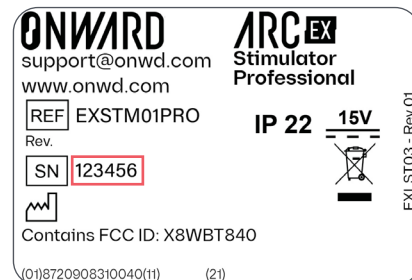 ONWARD
support@onwd.com
www.onwd.com
REF EXSTM01PRO
Rev.
SN 123456
Contains FCC ID: X8WBT840
(01)8720908310040(11) (21)
ARC EX
Stimulator
Professional
IP 22 15V
EXLST03 - Rev 01